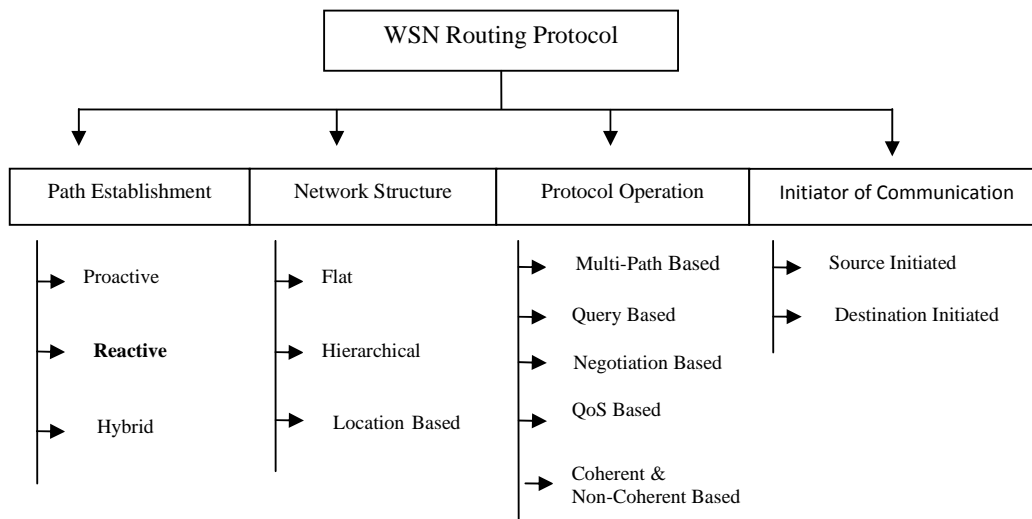 WSN Routing Protocol
Path Establishment
Network Structure
Protocol Operation
Initiator of Communication
Proactive
Reactive
Hybrid
Flat
Hierarchical
Location Based
Multi-Path Based
Query Based
Negotiation Based
QoS Based
Coherent &
Non-Coherent Based
Source Initiated
Destination Initiated